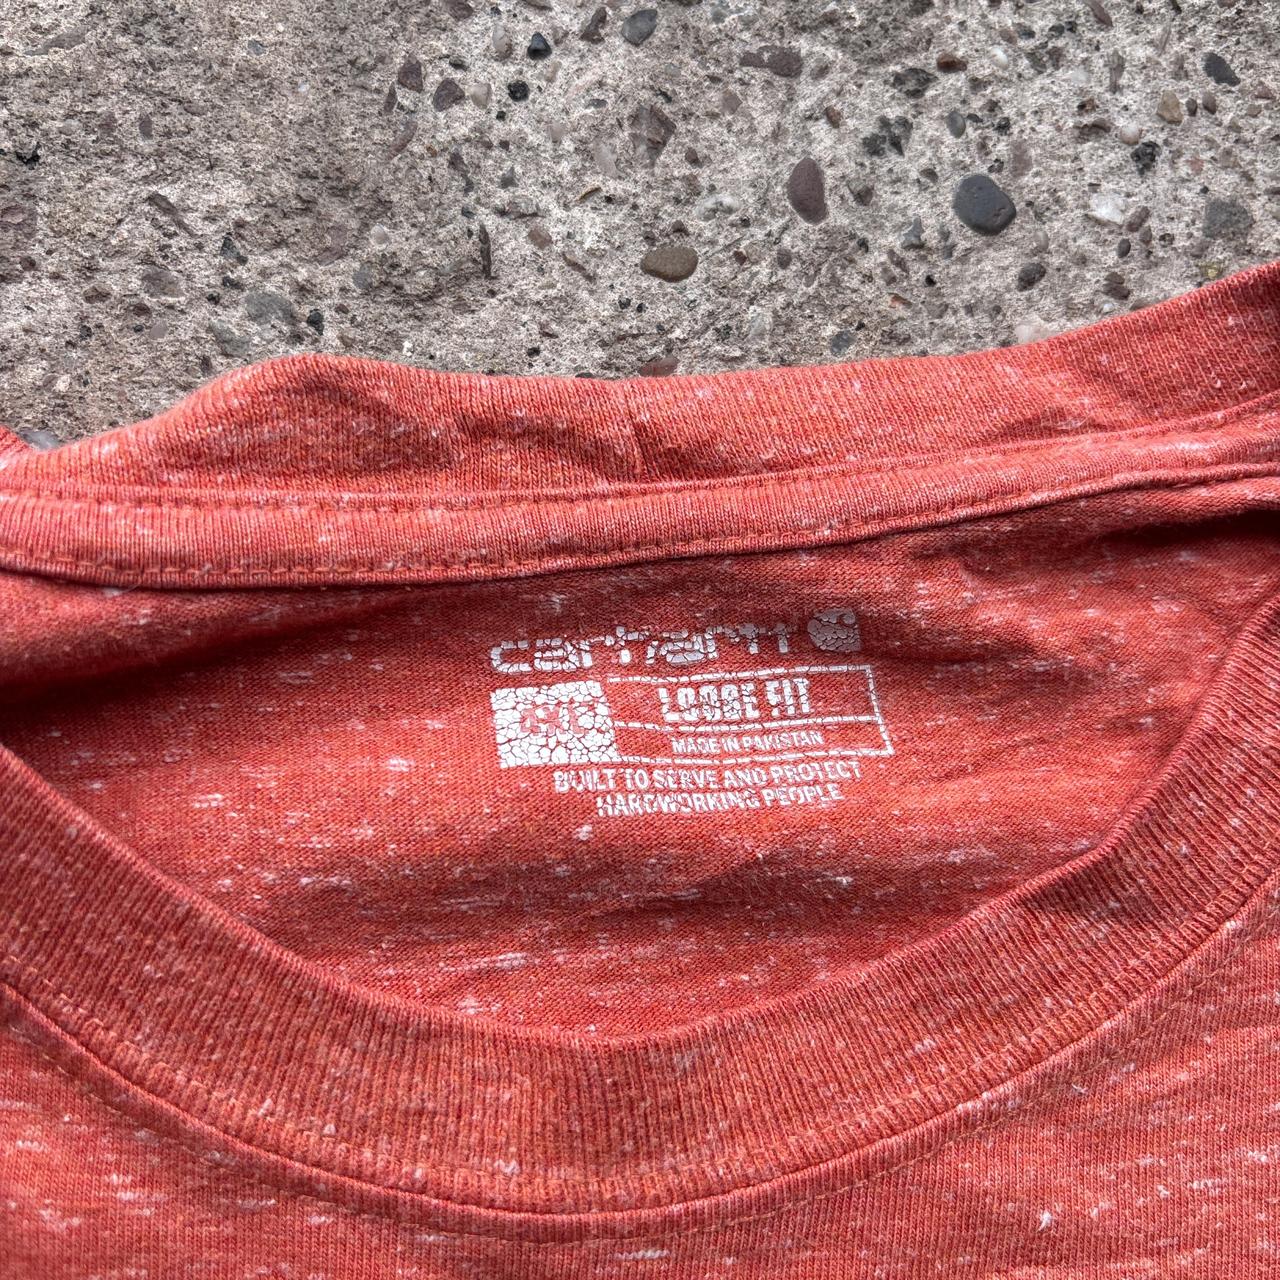 carhartt
4XL
LOOSE FIT
MADE IN PAKISTAN
BUILT TO SERVE AND PROTECT
HARDWORKING PEOPLE